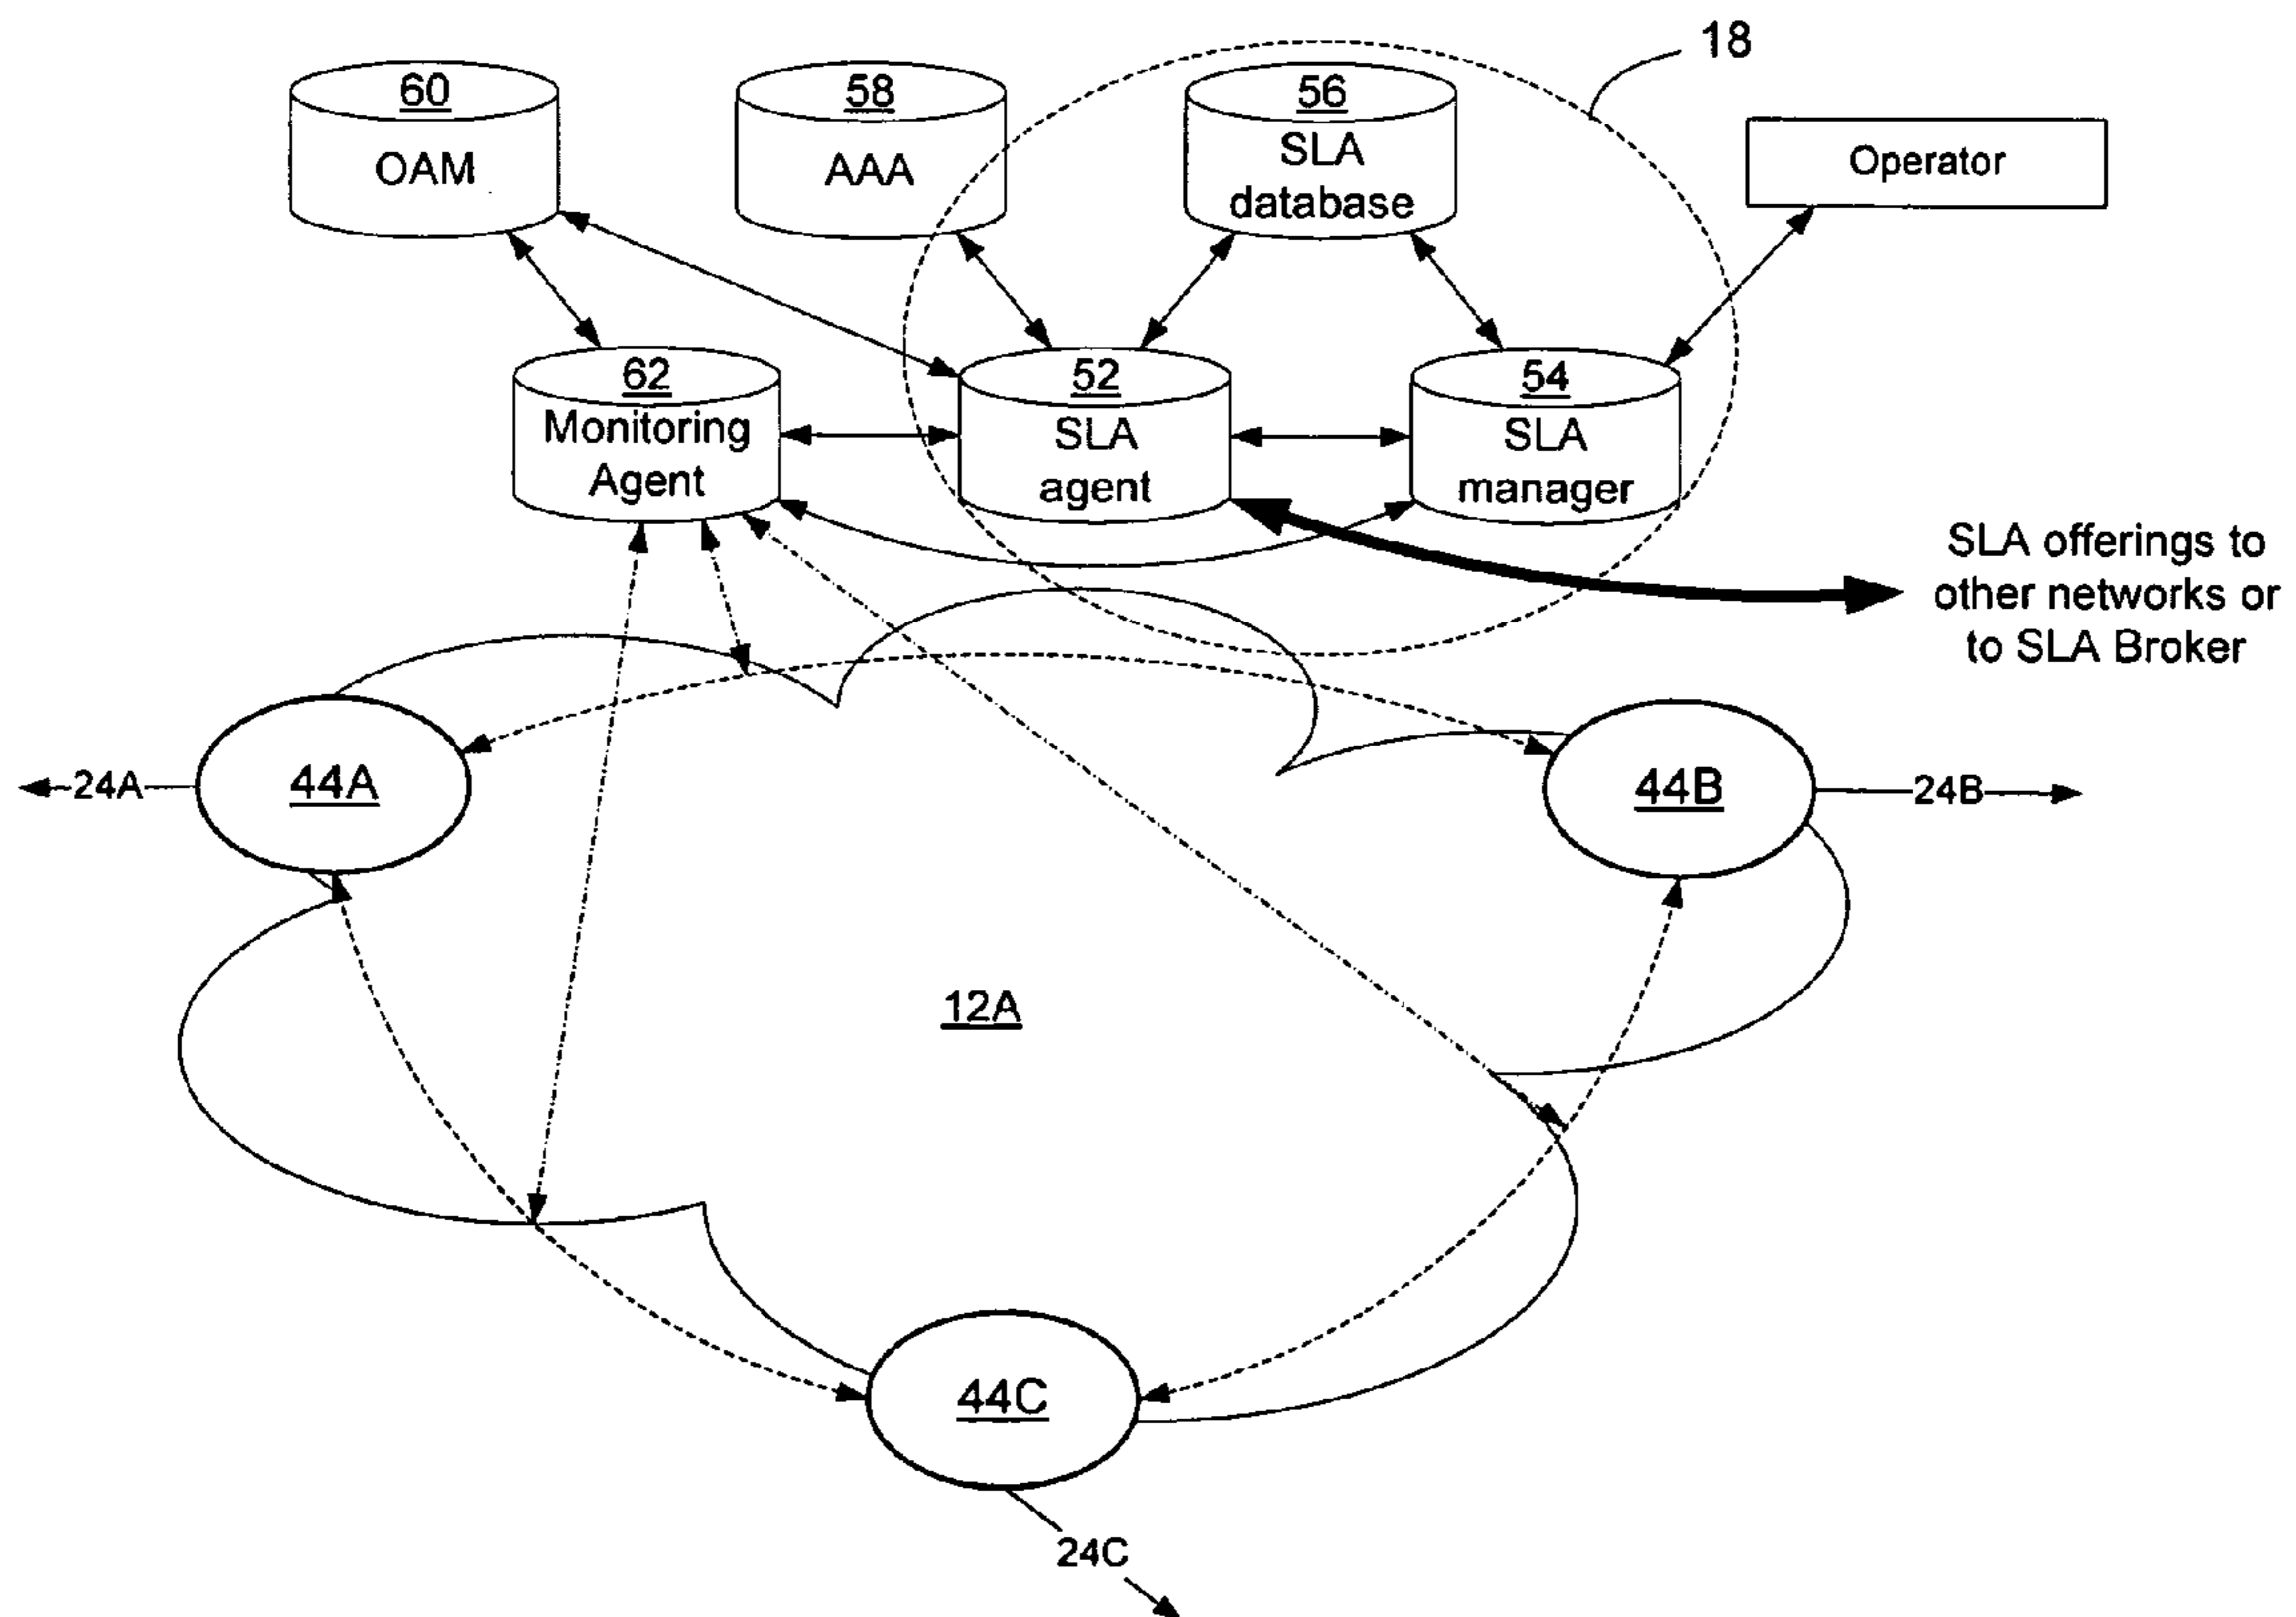 18
60
OAM
58
AAA
56
SLA
database
Operator
62
Monitoring
Agent
52
SLA
agent
54
SLA
manager
SLA offerings to
other networks or
to SLA Broker
44A
24A
44B
24B
12A
44C
24C